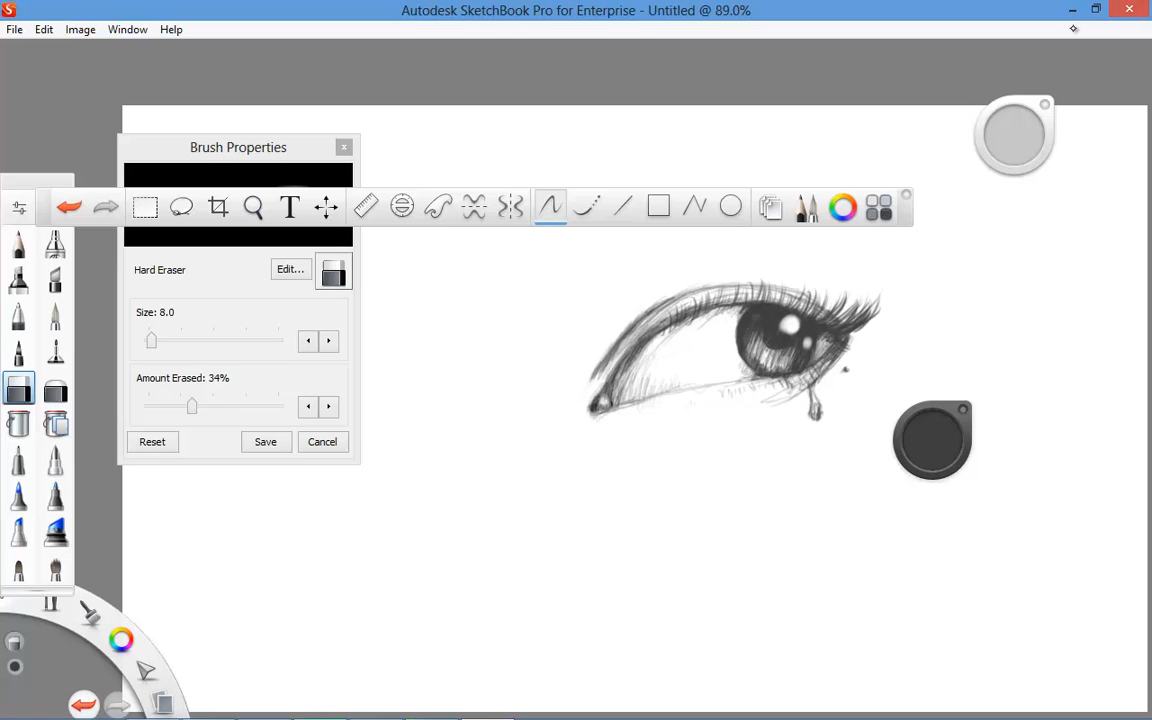 Autodesk SketchBook Pro for Enterprise - Untitled @ 89.0%
File Edit Image Window Help
Brush Properties
T
Hard Eraser Edit...
Size: 8.0
Amount Erased: 34%
Reset Save Cancel